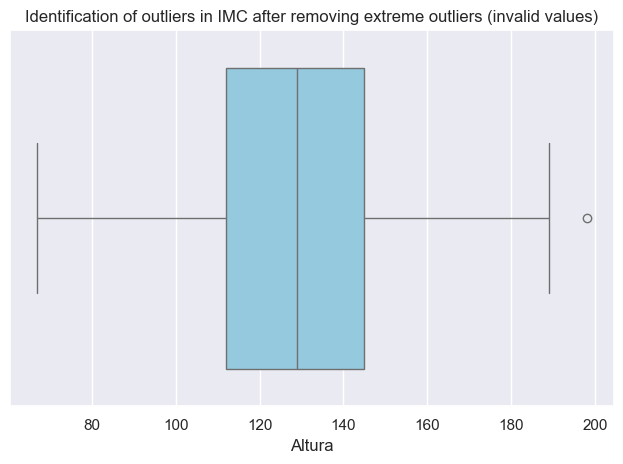 Identification of outliers in IMC after removing extreme outliers (invalid values)
80 100 120 140 160 180 200
Altura